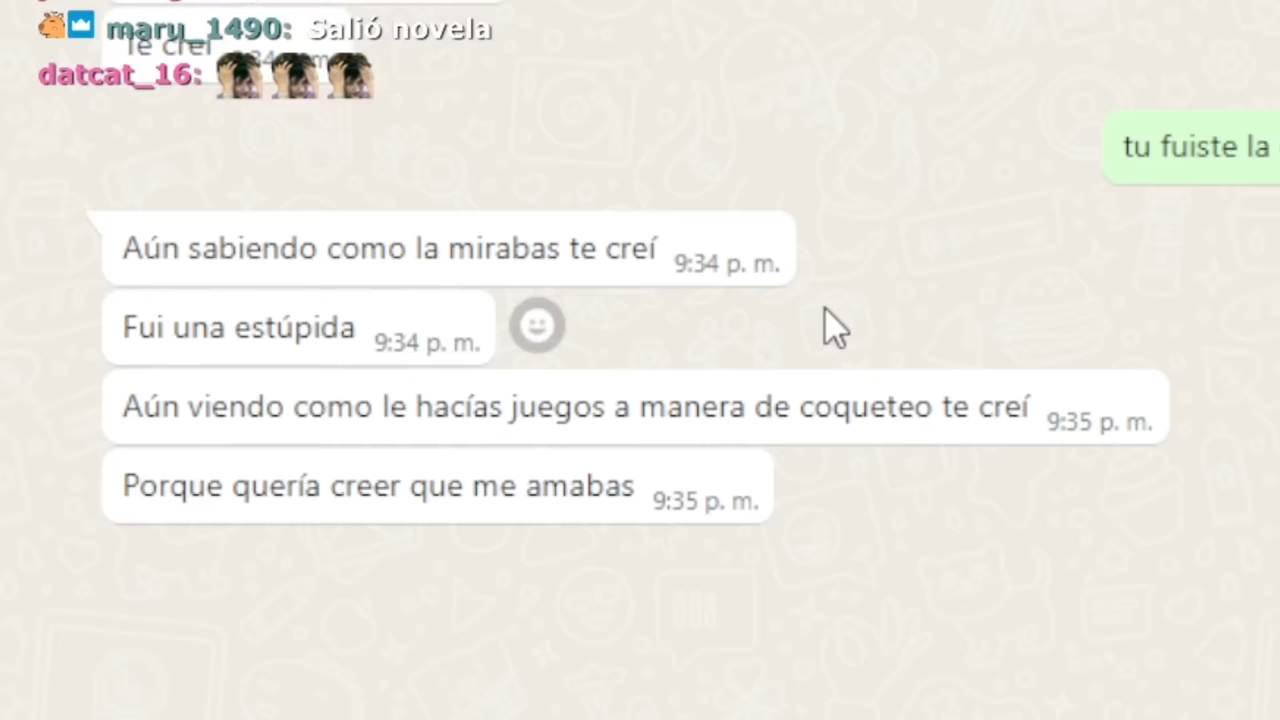 maru_1490: Salió novela
Te creí
datcat_16:
tu fuiste la
Aún sabiendo como la mirabas te creí 9:34 p. m.
Fui una estúpida 9:34 p. m.
Aún viendo como le hacías juegos a manera de coqueteo te creí 9:35 p. m.
Porque quería creer que me amabas 9:35 p. m.